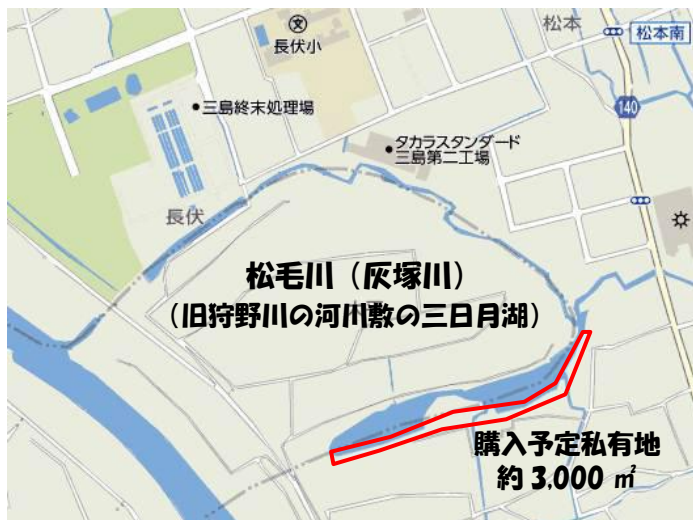 文
長伏小
松本
松本南
三島終末処理場
140
タカラスタンダード
三島第二工場
長伏
松毛川（灰塚川）
（旧狩野川の河川敷の三日月湖）
購入予定私有地
約 3,000 ㎡